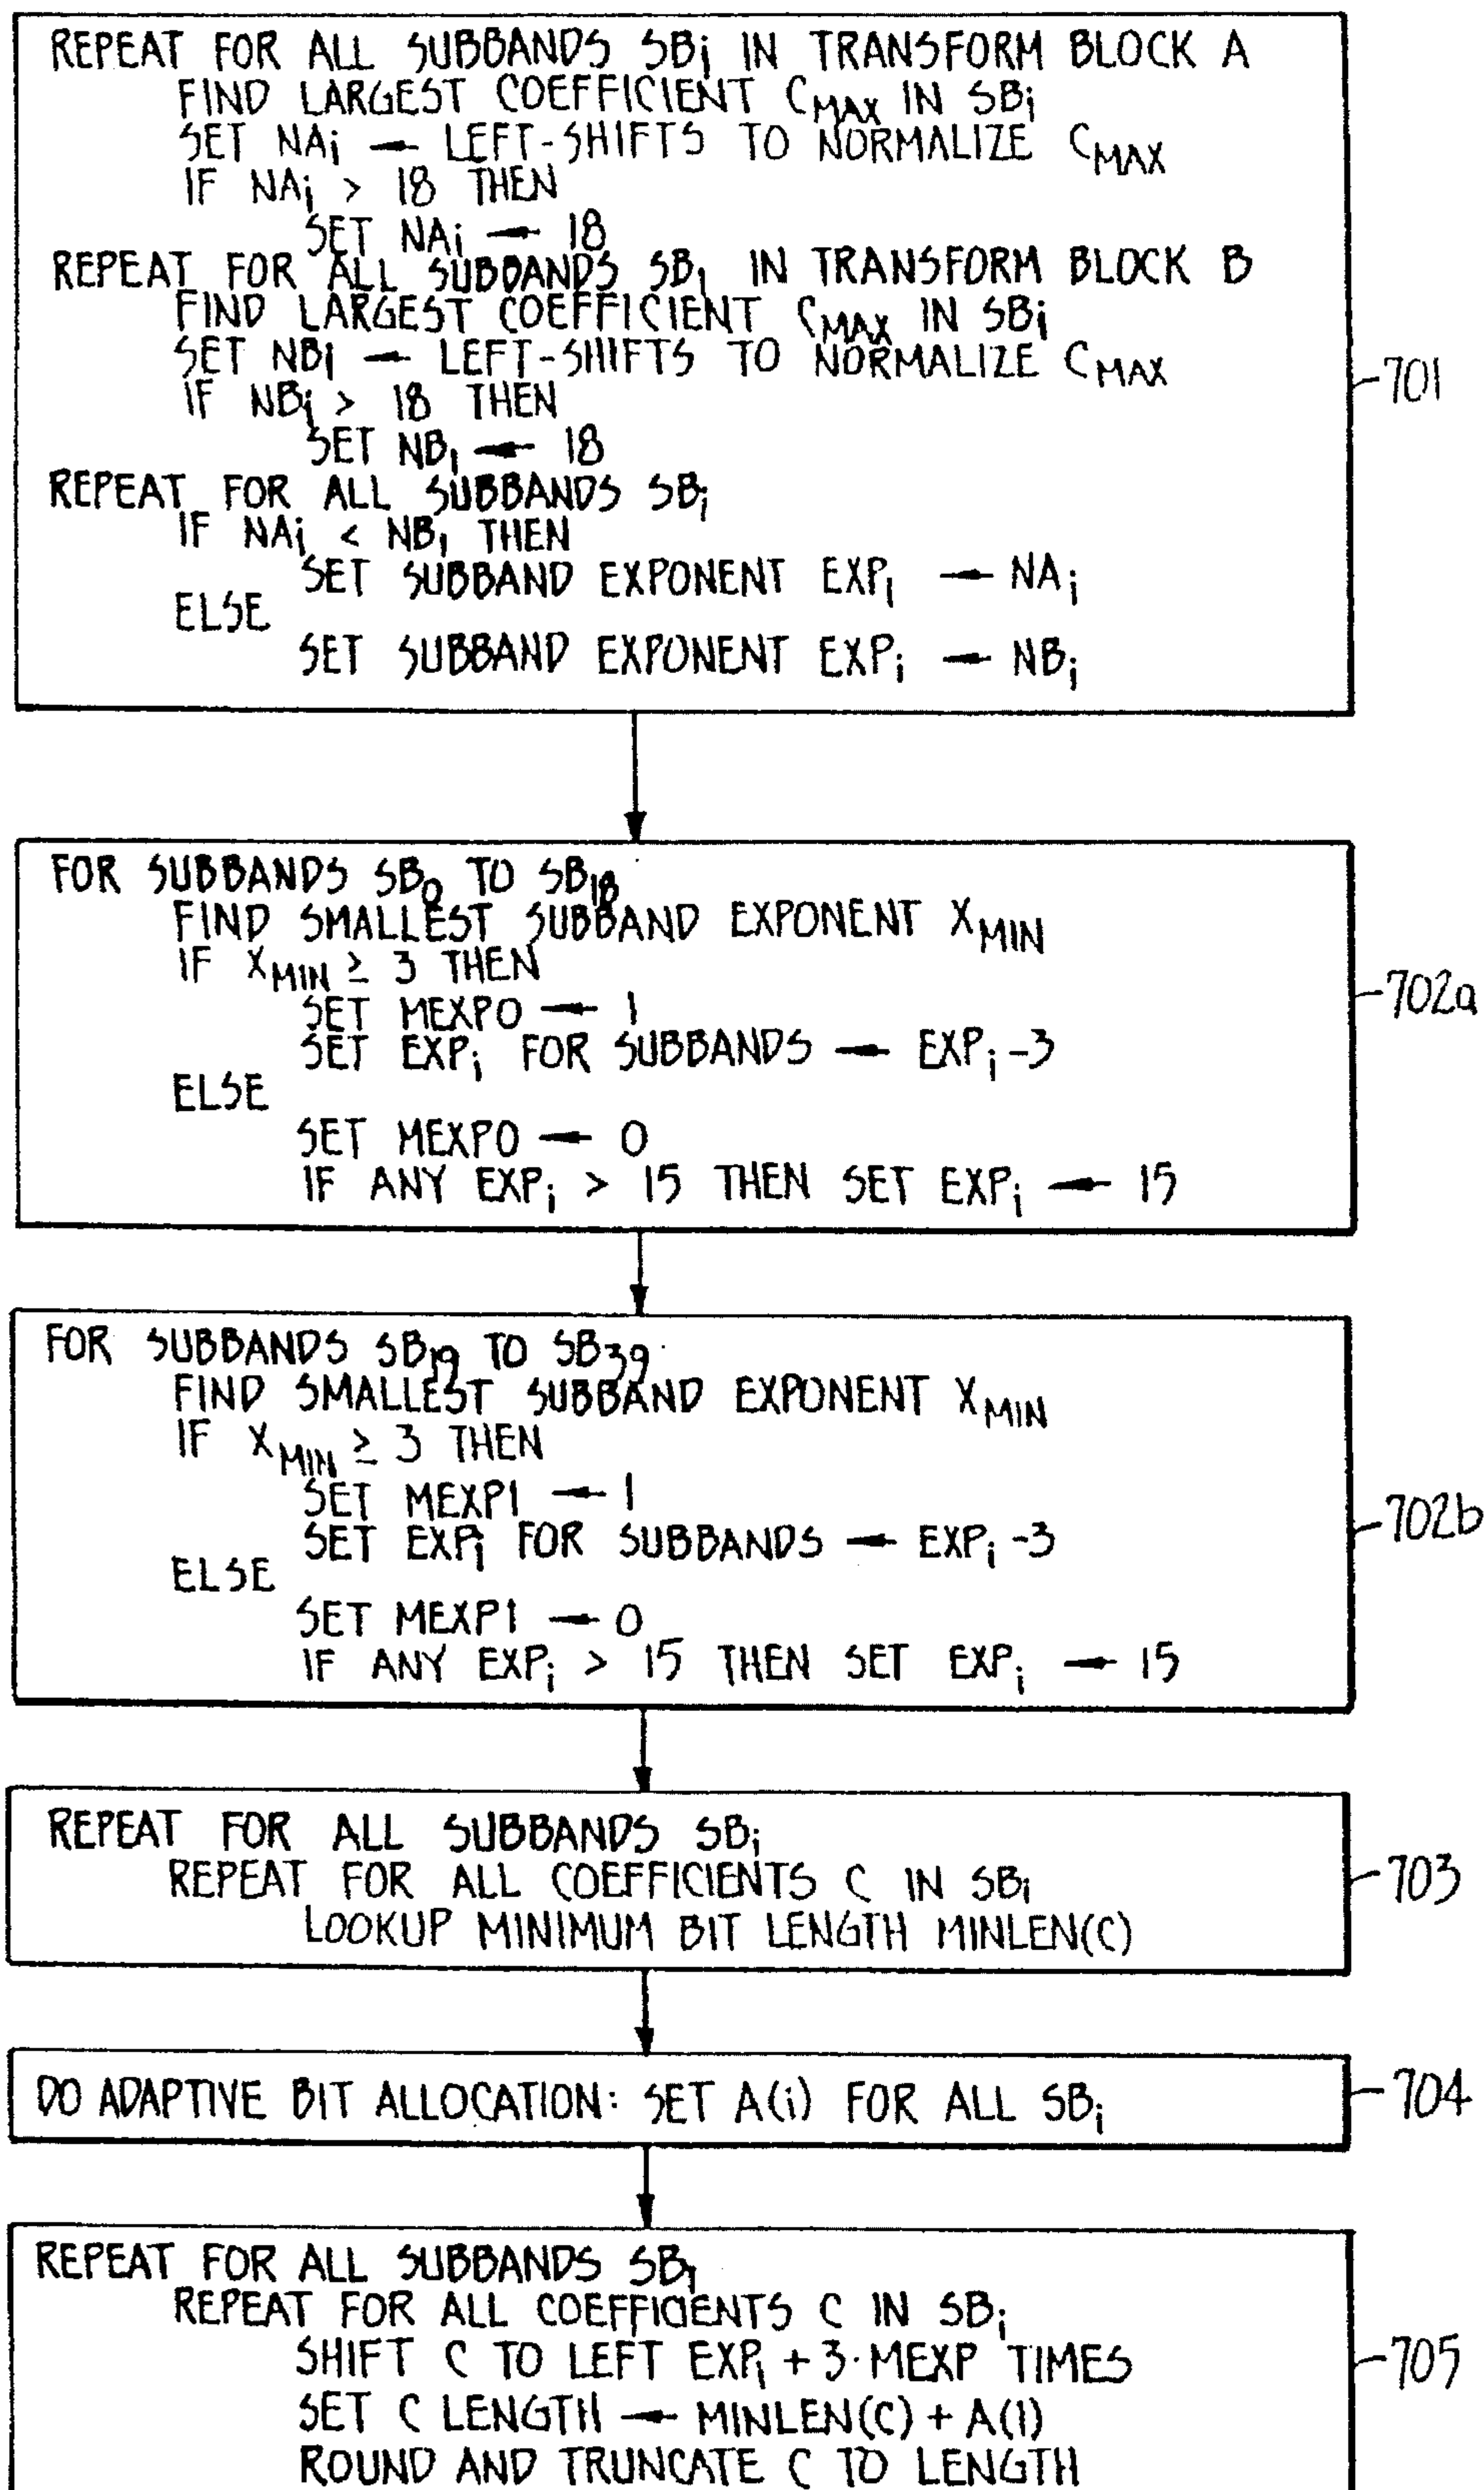 REPEAT FOR ALL SUBBANDS SBi IN TRANSFORM BLOCK A
FIND LARGEST COEFFICIENT CMAX IN SBi
SET NAi ← LEFT-SHIFTS TO NORMALIZE CMAX
IF NAi > 18 THEN
SET NAi ← 18
REPEAT FOR ALL SUBBANDS SBi IN TRANSFORM BLOCK B
FIND LARGEST COEFFICIENT CMAX IN SBi
SET NBi ← LEFT-SHIFTS TO NORMALIZE CMAX
IF NBi > 18 THEN
SET NBi ← 18
REPEAT FOR ALL SUBBANDS SBi
IF NAi < NBi THEN
SET SUBBAND EXPONENT EXPi ← NAi
ELSE
SET SUBBAND EXPONENT EXPi ← NBi
701
FOR SUBBANDS SB0 TO SB18
FIND SMALLEST SUBBAND EXPONENT XMIN
IF XMIN ≥ 3 THEN
SET MEXP0 ← 1
SET EXPi FOR SUBBANDS ← EXPi -3
ELSE
SET MEXP0 ← 0
IF ANY EXPi > 15 THEN SET EXPi ← 15
702a
FOR SUBBANDS SB19 TO SB39
FIND SMALLEST SUBBAND EXPONENT XMIN
IF XMIN ≥ 3 THEN
SET MEXP1 ← 1
SET EXPi FOR SUBBANDS ← EXPi -3
ELSE
SET MEXP1 ← 0
IF ANY EXPi > 15 THEN SET EXPi ← 15
702b
REPEAT FOR ALL SUBBANDS SBi
REPEAT FOR ALL COEFFICIENTS C IN SBi
LOOKUP MINIMUM BIT LENGTH MINLEN(C)
703
DO ADAPTIVE BIT ALLOCATION: SET A(i) FOR ALL SBi
704
REPEAT FOR ALL SUBBANDS SBi
REPEAT FOR ALL COEFFICIENTS C IN SBi
SHIFT C TO LEFT EXPi + 3·MEXP TIMES
SET C LENGTH ← MINLEN(C) + A(i)
ROUND AND TRUNCATE C TO LENGTH
705